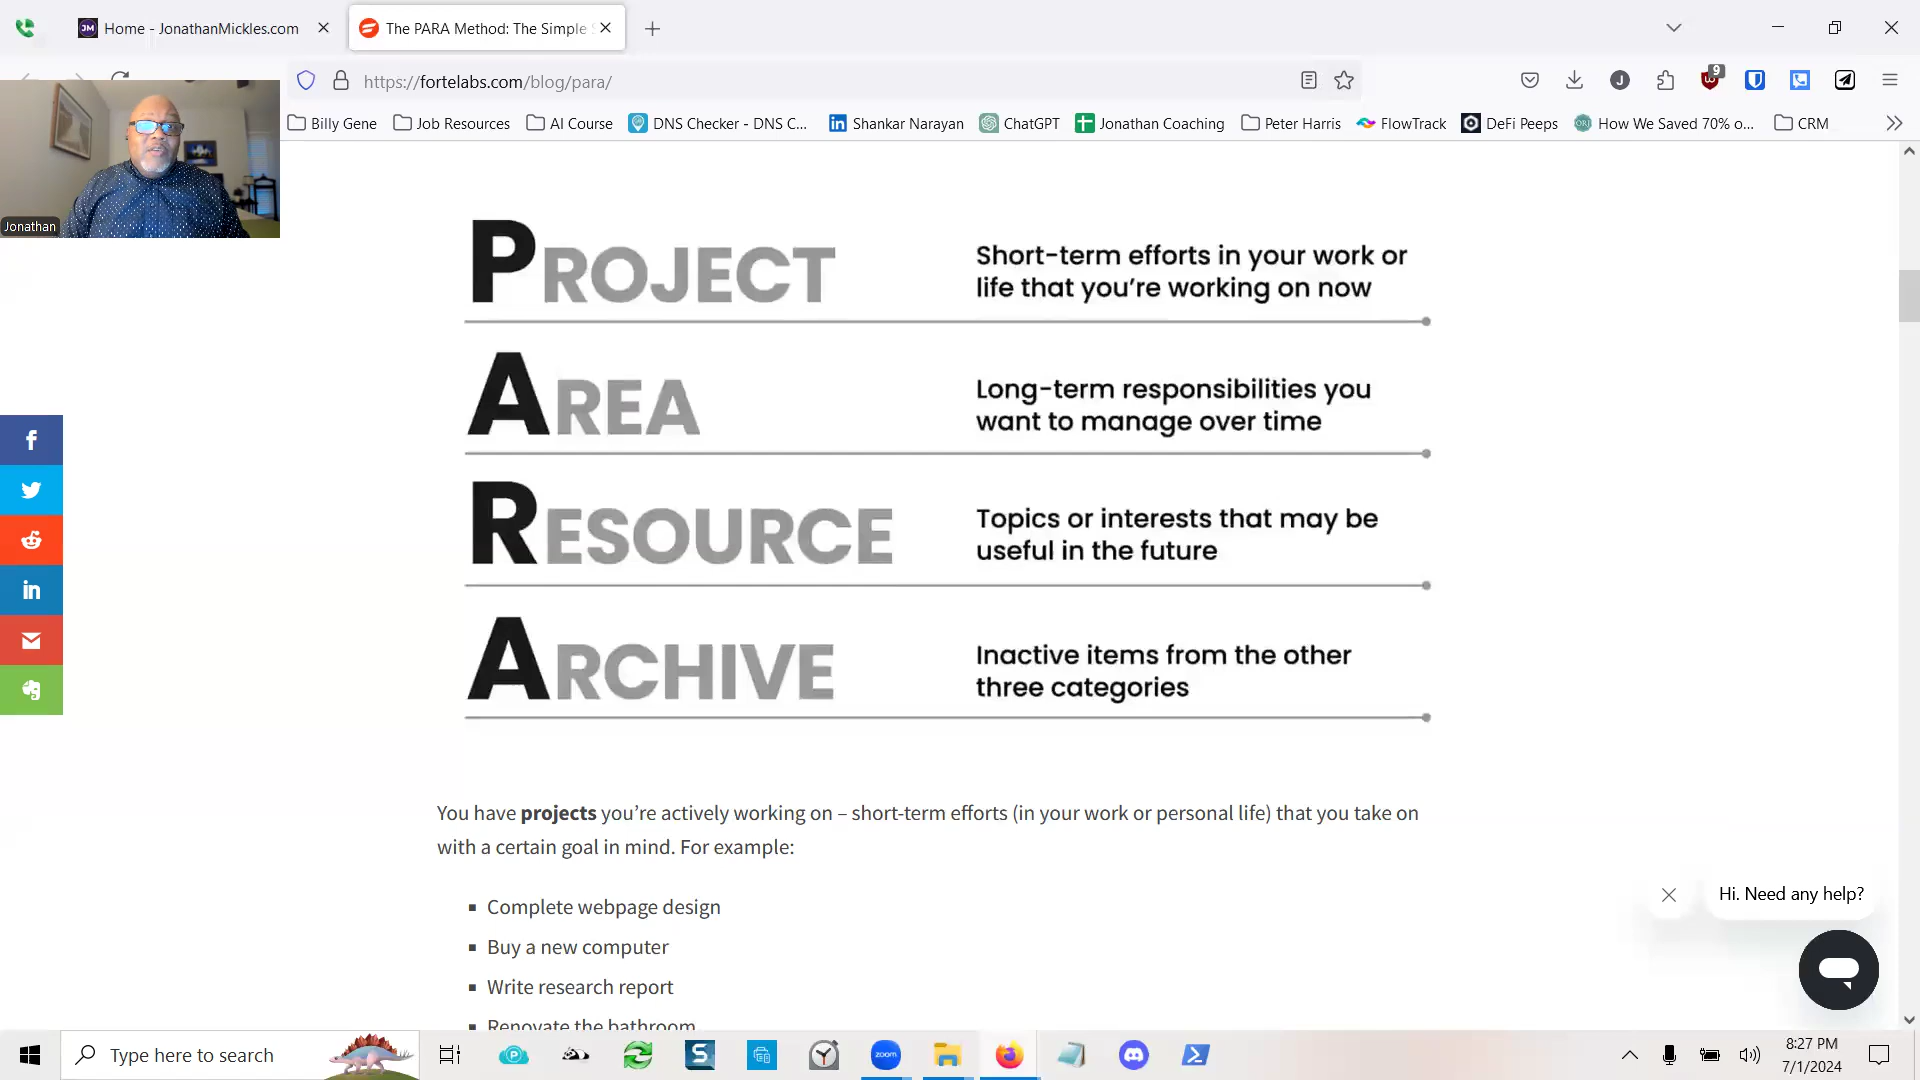 Home - JonathanMickles.com
The PARA Method: The Simple
https://fortelabs.com/blog/para/
9
J
Billy Gene
Job Resources
AI Course
DNS Checker - DNS C...
Shankar Narayan
ChatGPT
Jonathan Coaching
Peter Harris
FlowTrack
DeFi Peeps
How We Saved 70% o...
CRM
Jonathan
PROJECT
Short-term efforts in your work or
life that you're working on now
AREA
Long-term responsibilities you
want to manage over time
RESOURCE
Topics or interests that may be
useful in the future
ARCHIVE
Inactive items from the other
three categories
You have projects you're actively working on – short-term efforts (in your work or personal life) that you take on
with a certain goal in mind. For example:
Complete webpage design
Buy a new computer
Write research report
Renovate the bathroom
Hi. Need any help?
Type here to search
zoom
8:27 PM
7/1/2024